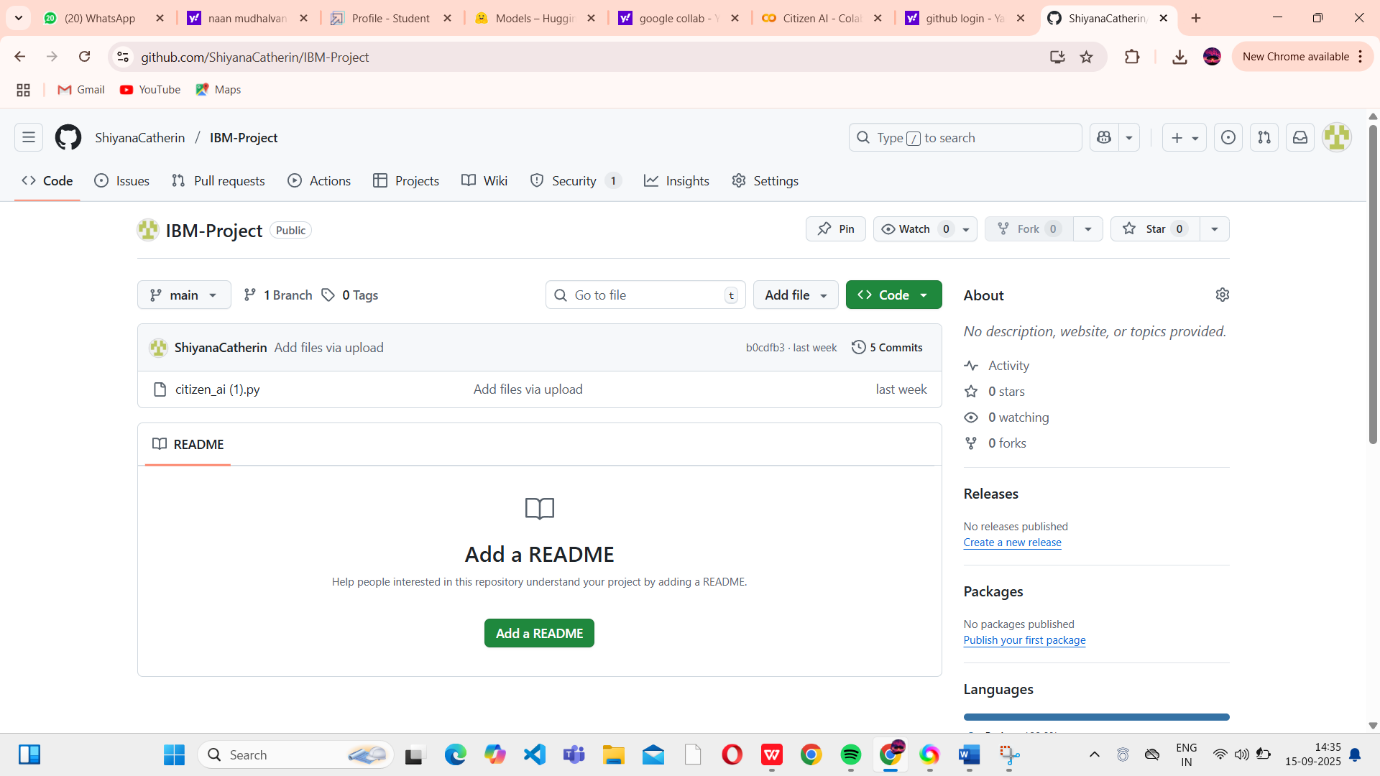 (20) WhatsApp
naan mudhalvan
Profile - Student
Models – Huggin
google collab - Y
Citizen AI - Colab
github login - Ya
ShiyanaCatherin
github.com/ShiyanaCatherin/IBM-Project
New Chrome available
Gmail YouTube Maps
ShiyanaCatherin / IBM-Project
Type / to search
Code Issues Pull requests Actions Projects Wiki Security 1 Insights Settings
IBM-Project Public
Pin Watch 0 Fork 0 Star 0
main 1 Branch 0 Tags
Go to file t
Add file
Code
ShiyanaCatherin Add files via upload b0cdfb3 · last week 5 Commits
citizen_ai (1).py Add files via upload last week
README
Add a README
Help people interested in this repository understand your project by adding a README.
Add a README
About
No description, website, or topics provided.
Activity
0 stars
0 watching
0 forks
Releases
No releases published
Create a new release
Packages
No packages published
Publish your first package
Languages
Search
ENG
IN
14:35
15-09-2025